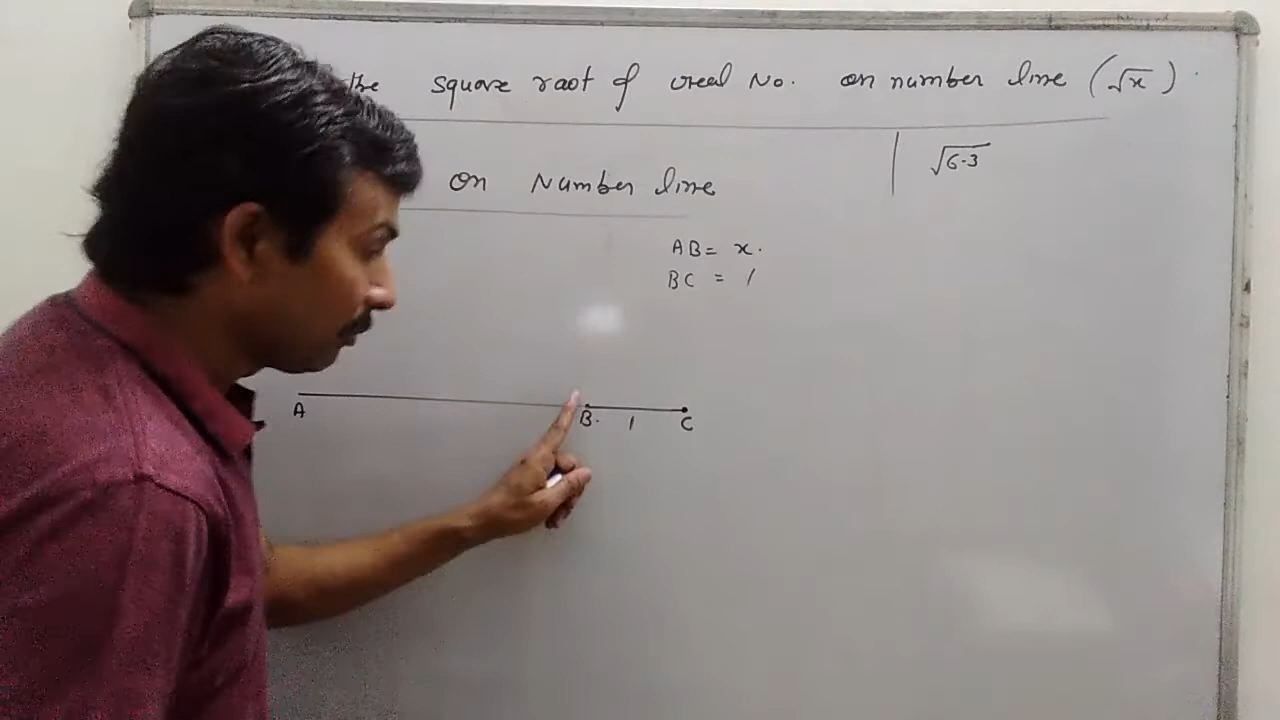 the square root of real No. on number line (√x)
√6.3
on Number line
AB = x.
BC = 1
A B. 1 C